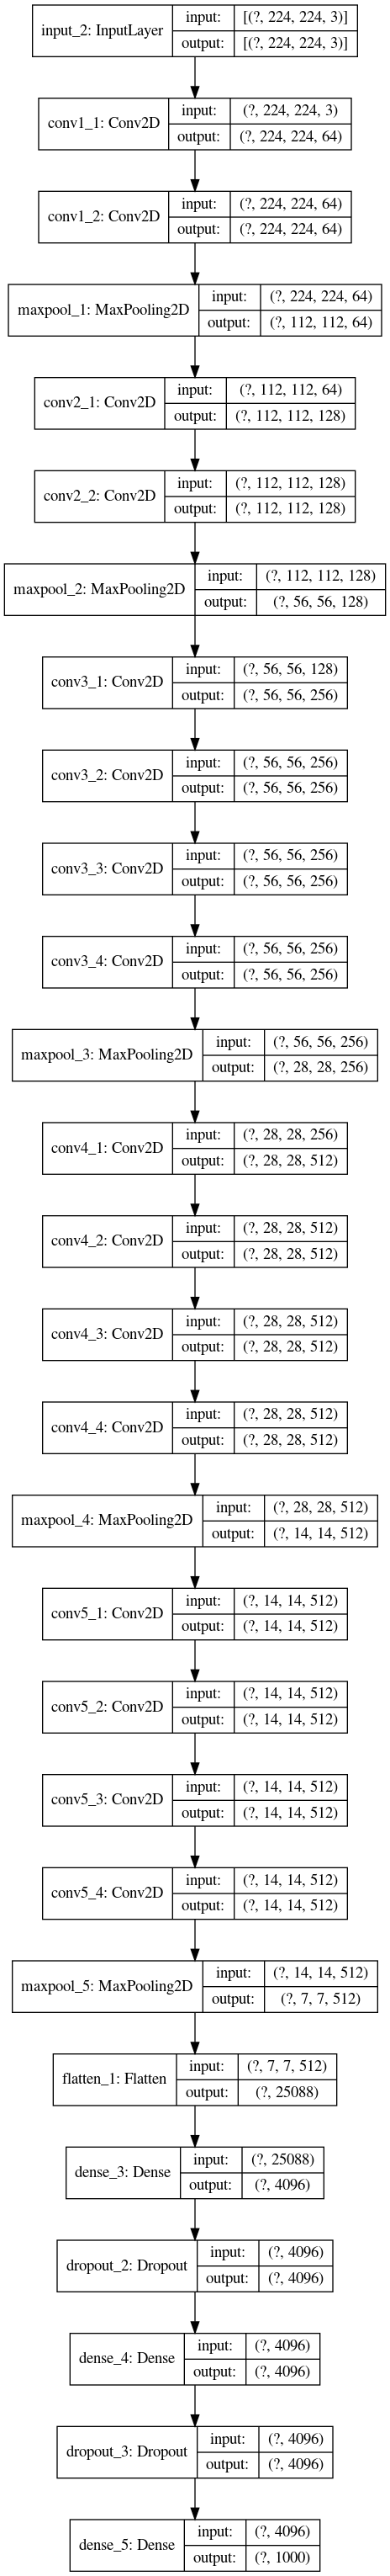 input_2: InputLayer
input: [(?, 224, 224, 3)]
output: [(?, 224, 224, 3)]
conv1_1: Conv2D
input: (?, 224, 224, 3)
output: (?, 224, 224, 64)
conv1_2: Conv2D
input: (?, 224, 224, 64)
output: (?, 224, 224, 64)
maxpool_1: MaxPooling2D
input: (?, 224, 224, 64)
output: (?, 112, 112, 64)
conv2_1: Conv2D
input: (?, 112, 112, 64)
output: (?, 112, 112, 128)
conv2_2: Conv2D
input: (?, 112, 112, 128)
output: (?, 112, 112, 128)
maxpool_2: MaxPooling2D
input: (?, 112, 112, 128)
output: (?, 56, 56, 128)
conv3_1: Conv2D
input: (?, 56, 56, 128)
output: (?, 56, 56, 256)
conv3_2: Conv2D
input: (?, 56, 56, 256)
output: (?, 56, 56, 256)
conv3_3: Conv2D
input: (?, 56, 56, 256)
output: (?, 56, 56, 256)
conv3_4: Conv2D
input: (?, 56, 56, 256)
output: (?, 56, 56, 256)
maxpool_3: MaxPooling2D
input: (?, 56, 56, 256)
output: (?, 28, 28, 256)
conv4_1: Conv2D
input: (?, 28, 28, 256)
output: (?, 28, 28, 512)
conv4_2: Conv2D
input: (?, 28, 28, 512)
output: (?, 28, 28, 512)
conv4_3: Conv2D
input: (?, 28, 28, 512)
output: (?, 28, 28, 512)
conv4_4: Conv2D
input: (?, 28, 28, 512)
output: (?, 28, 28, 512)
maxpool_4: MaxPooling2D
input: (?, 28, 28, 512)
output: (?, 14, 14, 512)
conv5_1: Conv2D
input: (?, 14, 14, 512)
output: (?, 14, 14, 512)
conv5_2: Conv2D
input: (?, 14, 14, 512)
output: (?, 14, 14, 512)
conv5_3: Conv2D
input: (?, 14, 14, 512)
output: (?, 14, 14, 512)
conv5_4: Conv2D
input: (?, 14, 14, 512)
output: (?, 14, 14, 512)
maxpool_5: MaxPooling2D
input: (?, 14, 14, 512)
output: (?, 7, 7, 512)
flatten_1: Flatten
input: (?, 7, 7, 512)
output: (?, 25088)
dense_3: Dense
input: (?, 25088)
output: (?, 4096)
dropout_2: Dropout
input: (?, 4096)
output: (?, 4096)
dense_4: Dense
input: (?, 4096)
output: (?, 4096)
dropout_3: Dropout
input: (?, 4096)
output: (?, 4096)
dense_5: Dense
input: (?, 4096)
output: (?, 1000)